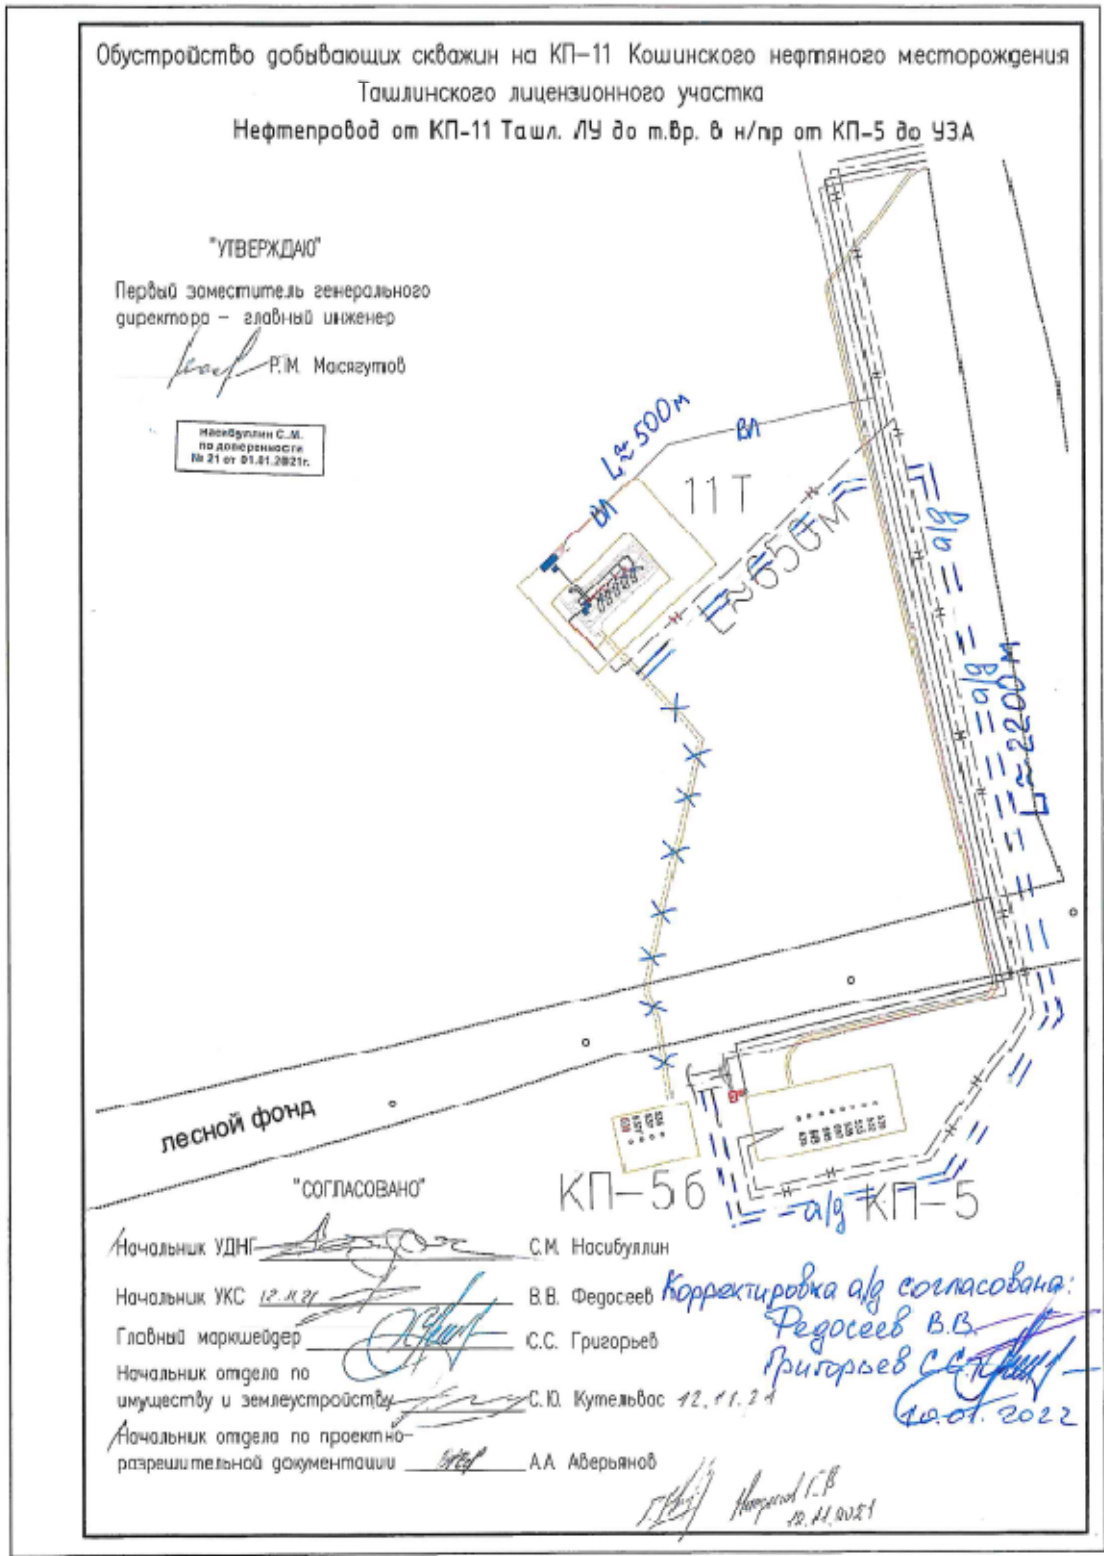 Обустройство добывающих скважин на КП-11 Кошинского нефтяного месторождения
Ташлинского лицензионного участка
Нефтепровод от КП-11 Ташл. ЛУ до т.вр. в н/пр от КП-5 до УЗА
"УТВЕРЖДАЮ"
Первый заместитель генерального
директора – главный инженер
Р.М. Масягутов
Насибуллин С.М.
по доверенности
№ 21 от 01.01.2021г.
L≈500м
ВЛ
ВЛ
11Т
L≈650м
а/д
а/д
L≈2200м
лесной фонд
КП-5б
КП-5
а/д
"СОГЛАСОВАНО"
Начальник УДНГ С.М. Насибуллин
Начальник УКС 12.11.21 В.В. Федосеев
Главный маркшейдер С.С. Григорьев
Начальник отдела по
имуществу и землеустройству С.Ю. Кутельвас 12.11.21
Начальник отдела по проектно-
разрешительной документации А.А. Аверьянов
Корректировка а/д согласована:
Федосеев В.В.
Григорьев С.С.
10.01.2022
12.11.2021